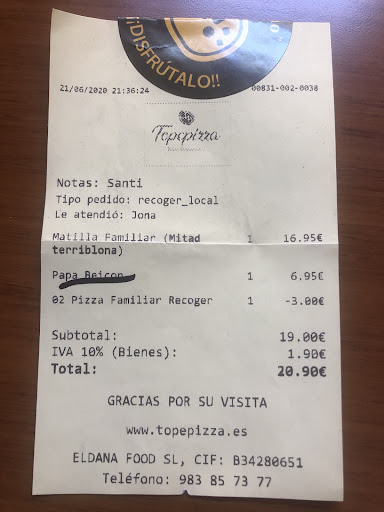 ¡¡DISFRÚTALO!!
21/06/2020 21:36:24 00831-002-0038
Topepizza
Notas: Santi
Tipo pedido: recoger_local
Le atendió: Jona
Matilla Familiar (Mitad 1 16.95€
terriblona)
Papa Beicon 1 6.95€
02 Pizza Familiar Recoger 1 -3.00€
Subtotal: 19.00€
IVA 10% (Bienes): 1.90€
Total: 20.90€
GRACIAS POR SU VISITA
www.topepizza.es
ELDANA FOOD SL, CIF: B34280651
Teléfono: 983 85 73 77